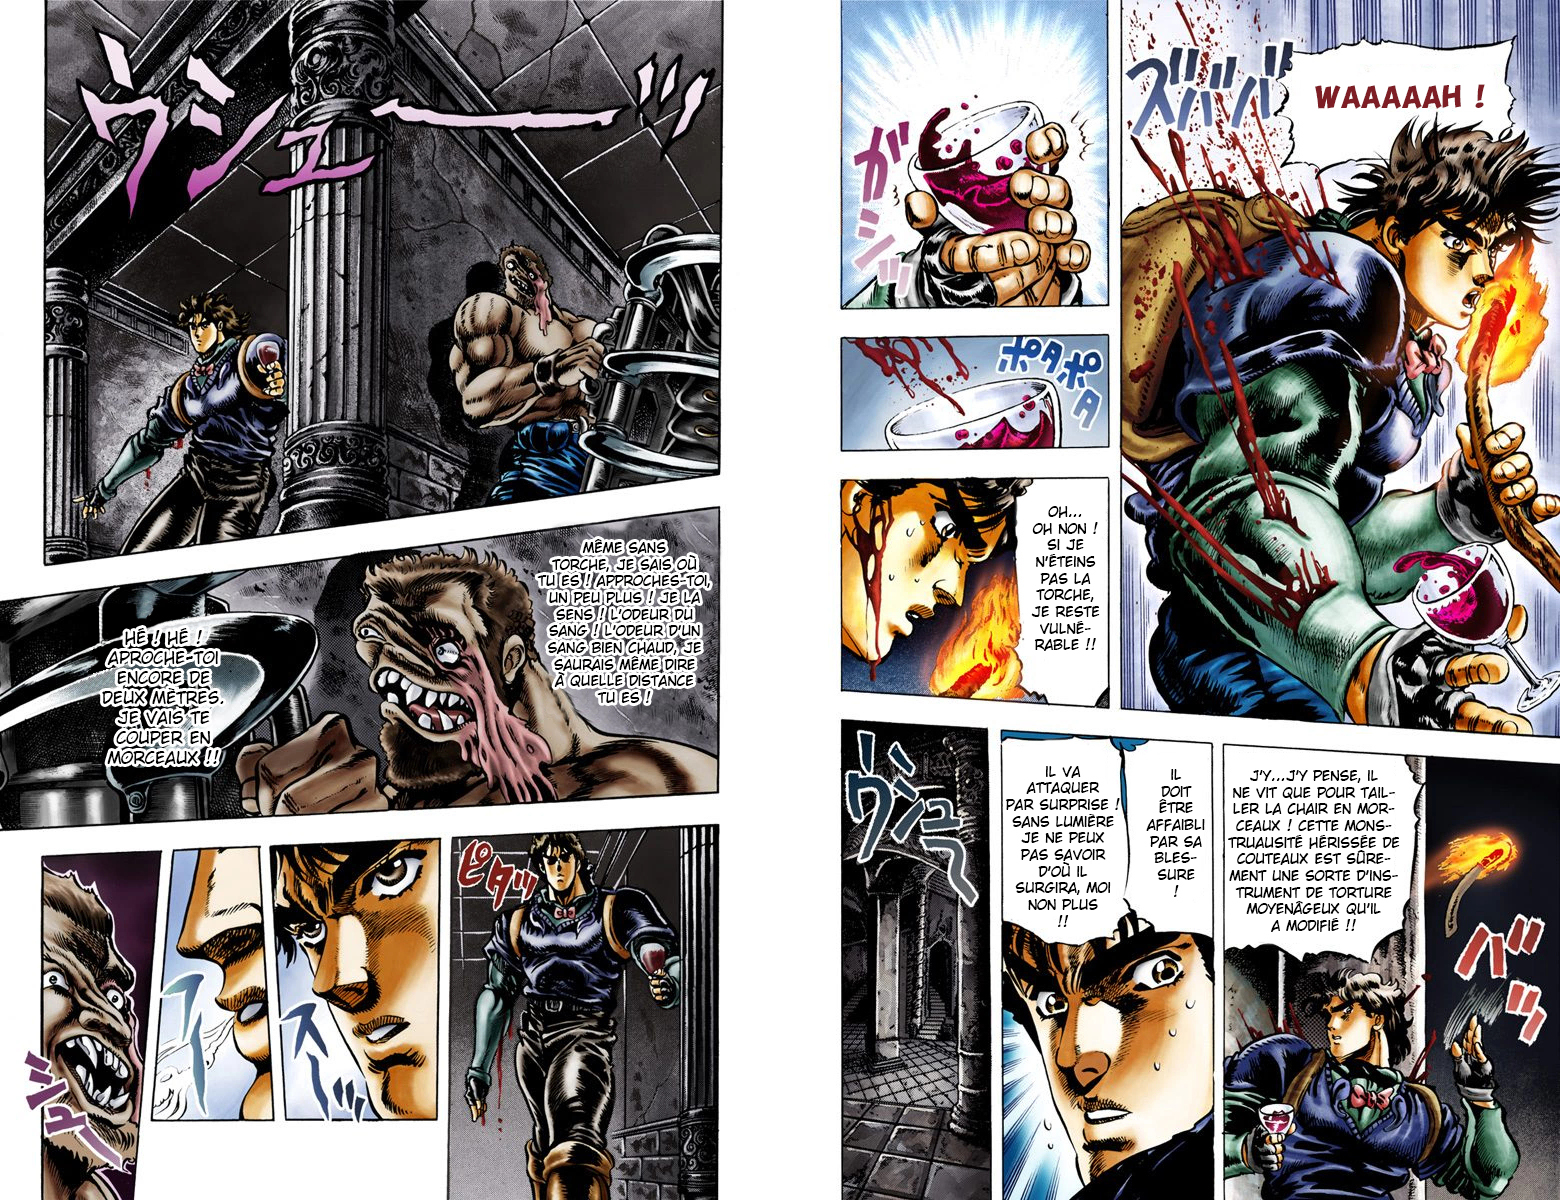 WAAAAAH !
ズババババ
ガシッ
ポタポタ
OH...
OH NON !
SI JE
N'ÉTEINS
PAS LA
TORCHE,
JE RESTE
VULNÉ-
RABLE !!
J'Y...J'Y PENSE, IL
NE VIT QUE POUR TAIL-
LER LA CHAIR EN MOR-
CEAUX ! CETTE MONS-
TRUAUSITÉ HÉRISSÉE DE
COUTEAUX EST SÛRE-
MENT UNE SORTE D'INS-
TRUMENT DE TORTURE
MOYENÂGEUX QU'IL
A MODIFIÉ !!
バッ
IL
DOIT
ÊTRE
AFFAIBLI
PAR SA
BLES-
SURE
!
IL VA
ATTAQUER
PAR SURPRISE !
SANS LUMIÈRE
JE NE PEUX
PAS SAVOIR
D'OÙ IL
SURGIRA, MOI
NON PLUS
!!
ウシュー
ウシューッ
MÊME SANS
TORCHE, JE SAIS OÙ
TU ES ! APPROCHES-TOI,
UN PEU PLUS ! JE LA
SENS ! L'ODEUR DU
SANG ! L'ODEUR D'UN
SANG BIEN CHAUD, JE
SAURAIS MÊME DIRE
À QUELLE DISTANCE
TU ES !
HÉ ! HÉ !
APROCHE-TOI
ENCORE DE
DEUX MÈTRES.
JE VAIS TE
COUPER EN
MORCEAUX !!
ピタッ
スーッ
フー
シュー